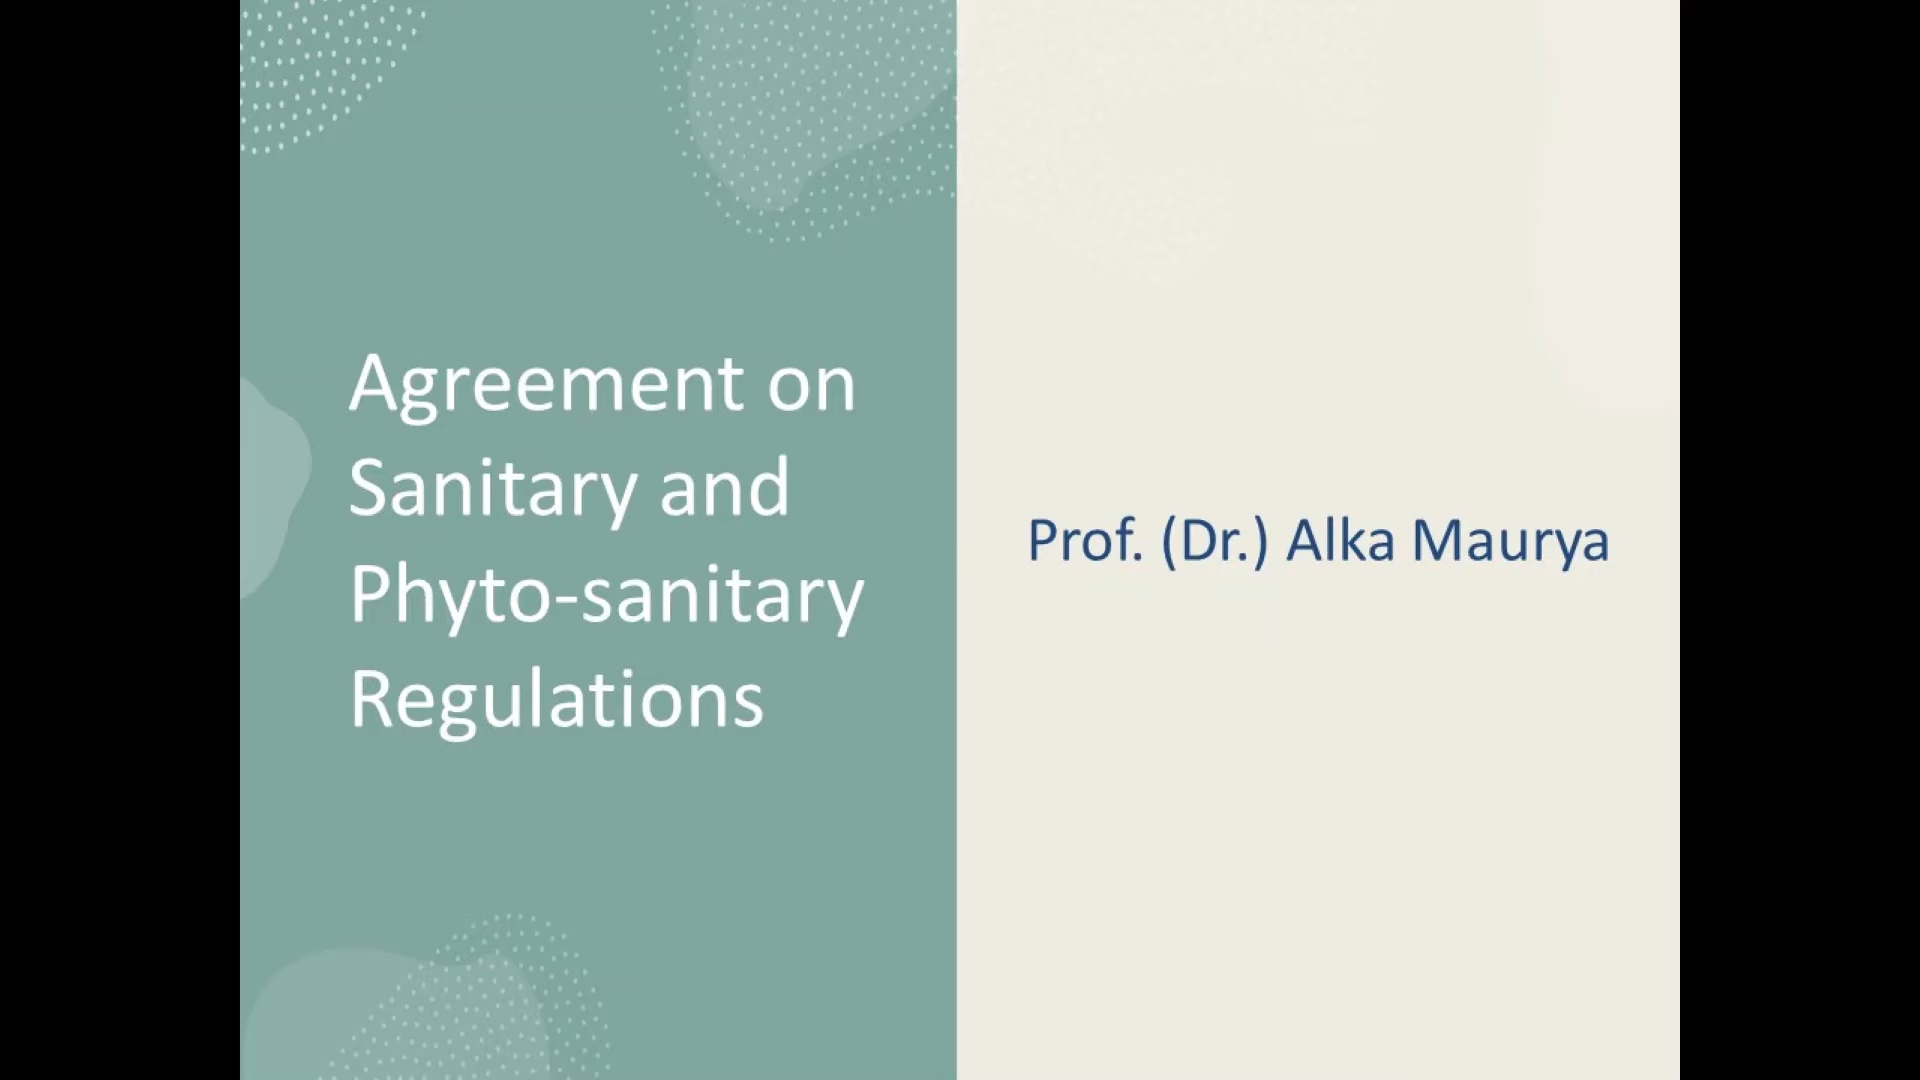 Agreement on
Sanitary and
Phyto-sanitary
Regulations
Prof. (Dr.) Alka Maurya